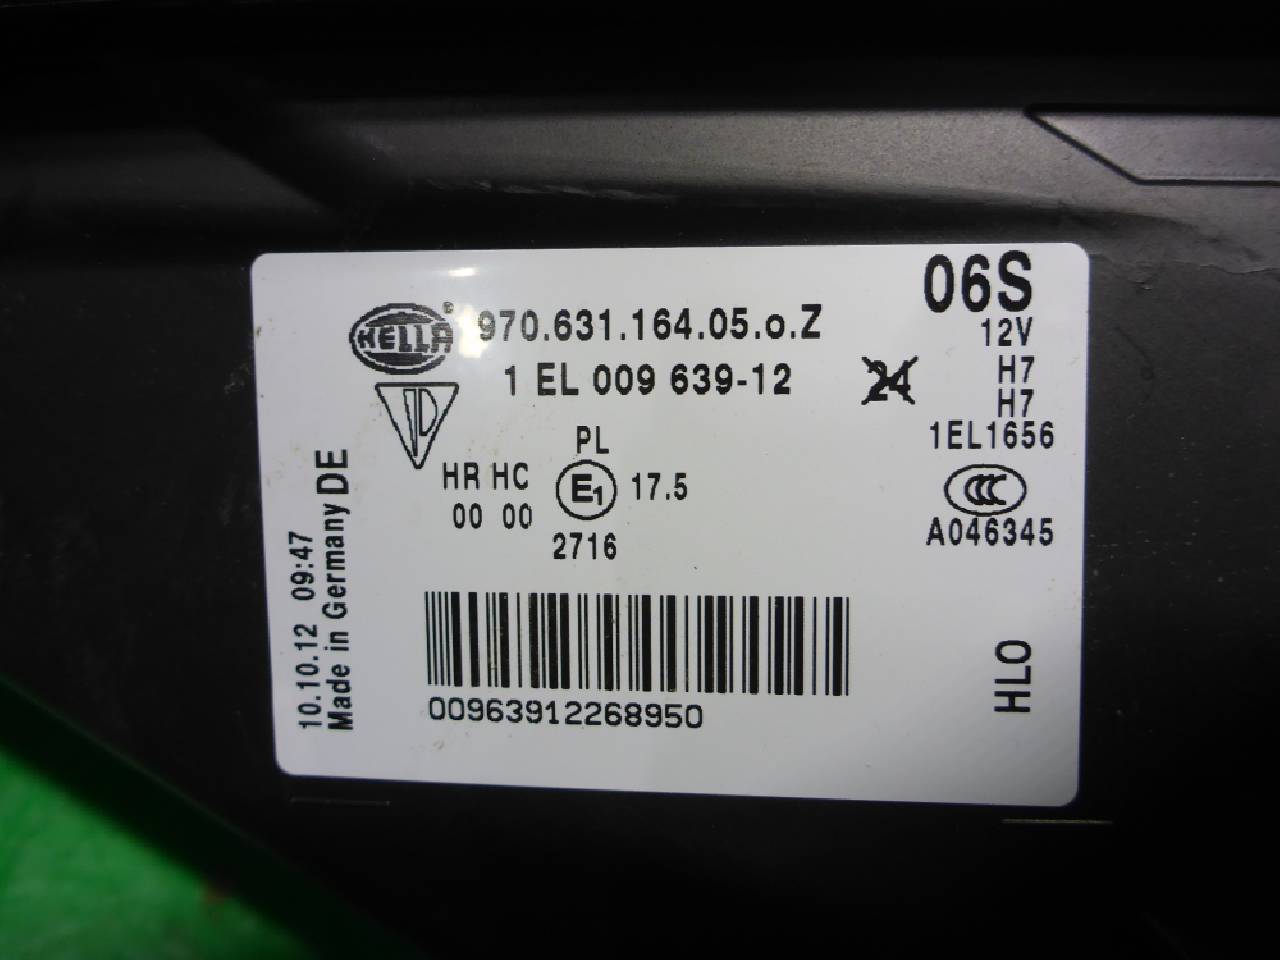 HELLA
970.631.164.05.o.Z
1 EL 009 639-12
PL
HR HC
00 00
E1
17.5
2716
06S
12V
24
H7
H7
1EL1656
CCC
A046345
10.10.12 09:47
Made in Germany DE
HLO
00963912268950